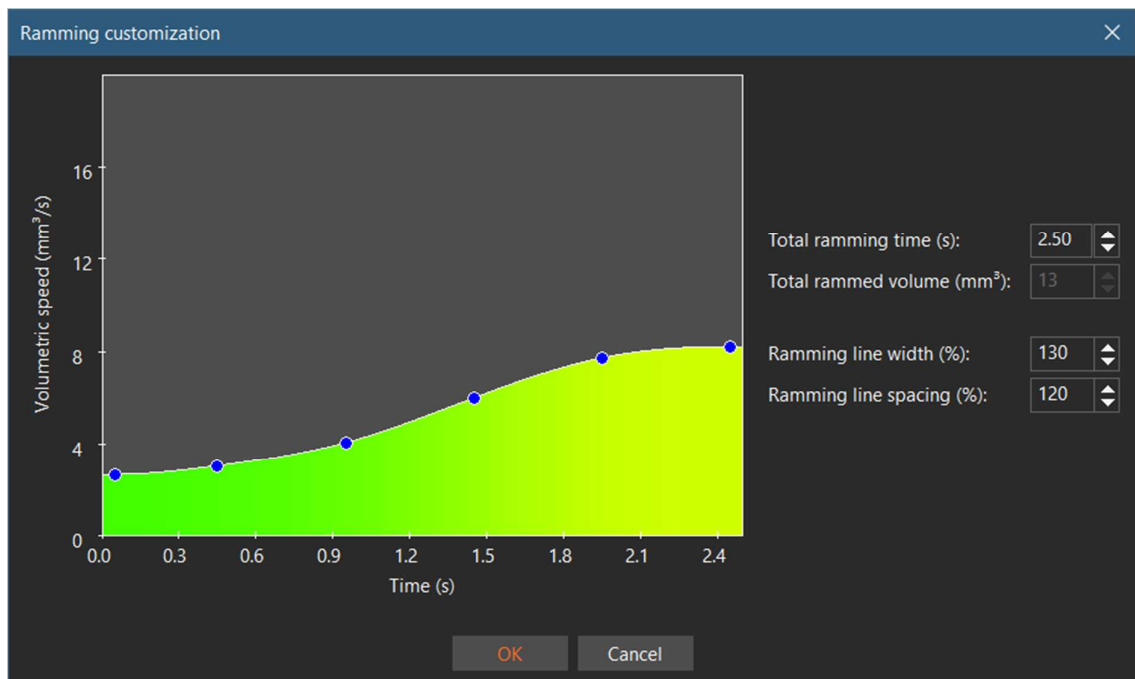 Ramming customization
Volumetric speed (mm³/s)
16
12
8
4
0
0.0 0.3 0.6 0.9 1.2 1.5 1.8 2.1 2.4
Time (s)
Total ramming time (s): 2.50
Total rammed volume (mm³): 13
Ramming line width (%): 130
Ramming line spacing (%): 120
OK Cancel